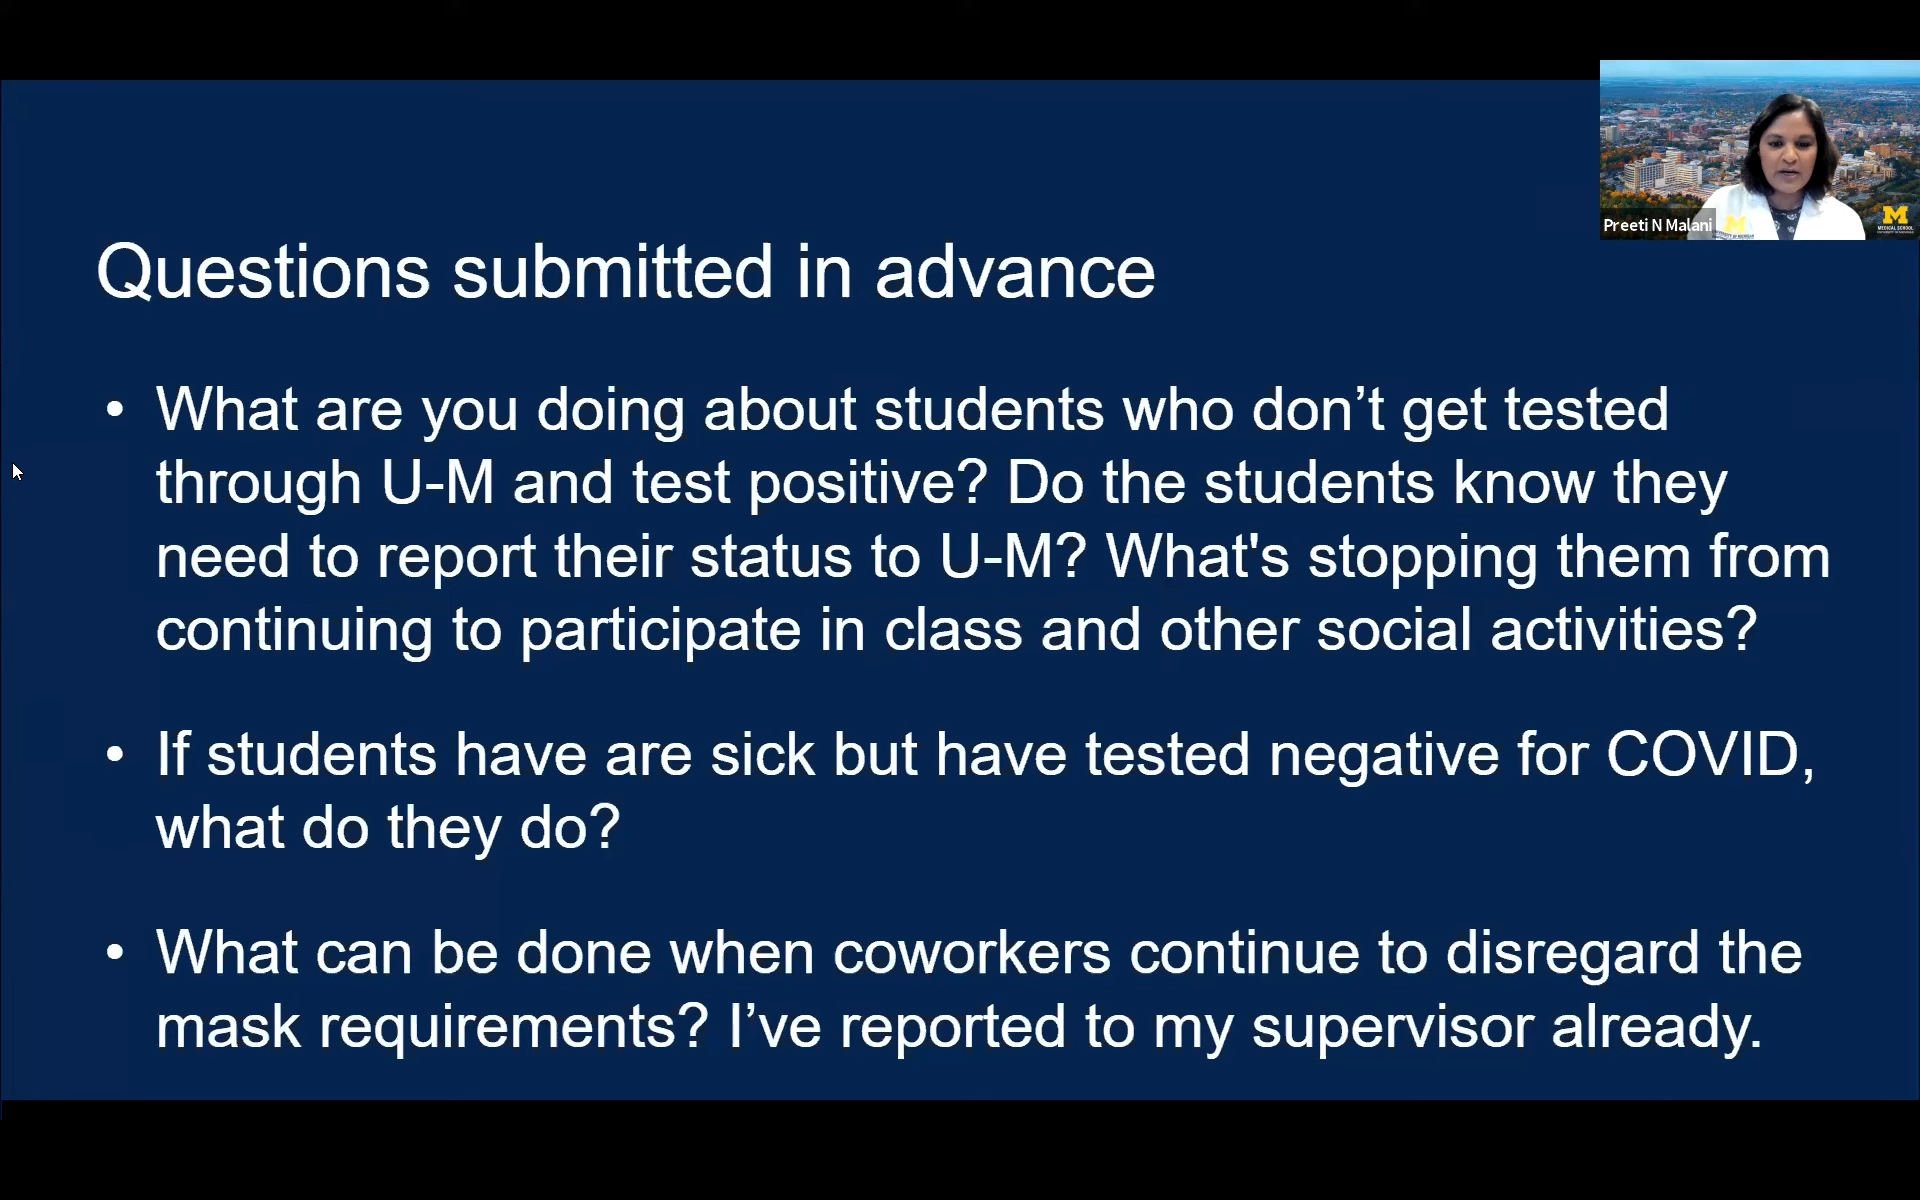 Questions submitted in advance
• What are you doing about students who don’t get tested
through U-M and test positive? Do the students know they
need to report their status to U-M? What's stopping them from
continuing to participate in class and other social activities?
• If students have are sick but have tested negative for COVID,
what do they do?
• What can be done when coworkers continue to disregard the
mask requirements? I’ve reported to my supervisor already.
Preeti N Malani
M
M
MEDICAL SCHOOL